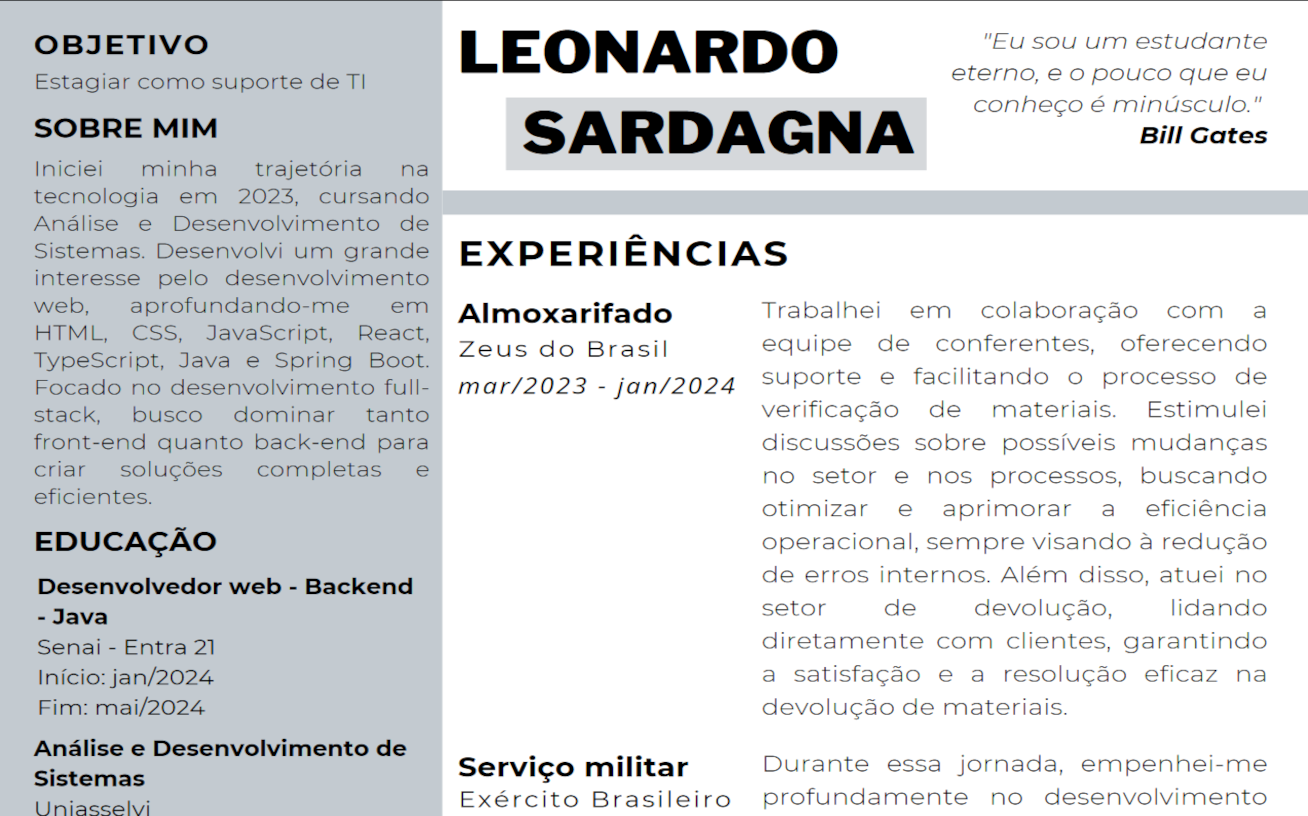 OBJETIVO
Estagiar como suporte de TI
SOBRE MIM
Iniciei minha trajetória na
tecnologia em 2023, cursando
Análise e Desenvolvimento de
Sistemas. Desenvolvi um grande
interesse pelo desenvolvimento
web, aprofundando-me em
HTML, CSS, JavaScript, React,
TypeScript, Java e Spring Boot.
Focado no desenvolvimento full-
stack, busco dominar tanto
front-end quanto back-end para
criar soluções completas e
eficientes.
EDUCAÇÃO
Desenvolvedor web - Backend
- Java
Senai - Entra 21
Início: jan/2024
Fim: mai/2024
Análise e Desenvolvimento de
Sistemas
Uniasselvi
LEONARDO
SARDAGNA
"Eu sou um estudante
eterno, e o pouco que eu
conheço é minúsculo."
Bill Gates
EXPERIÊNCIAS
Almoxarifado
Zeus do Brasil
mar/2023 - jan/2024
Trabalhei em colaboração com a
equipe de conferentes, oferecendo
suporte e facilitando o processo de
verificação de materiais. Estimulei
discussões sobre possíveis mudanças
no setor e nos processos, buscando
otimizar e aprimorar a eficiência
operacional, sempre visando à redução
de erros internos. Além disso, atuei no
setor de devolução, lidando
diretamente com clientes, garantindo
a satisfação e a resolução eficaz na
devolução de materiais.
Serviço militar
Exército Brasileiro
Durante essa jornada, empenhei-me
profundamente no desenvolvimento